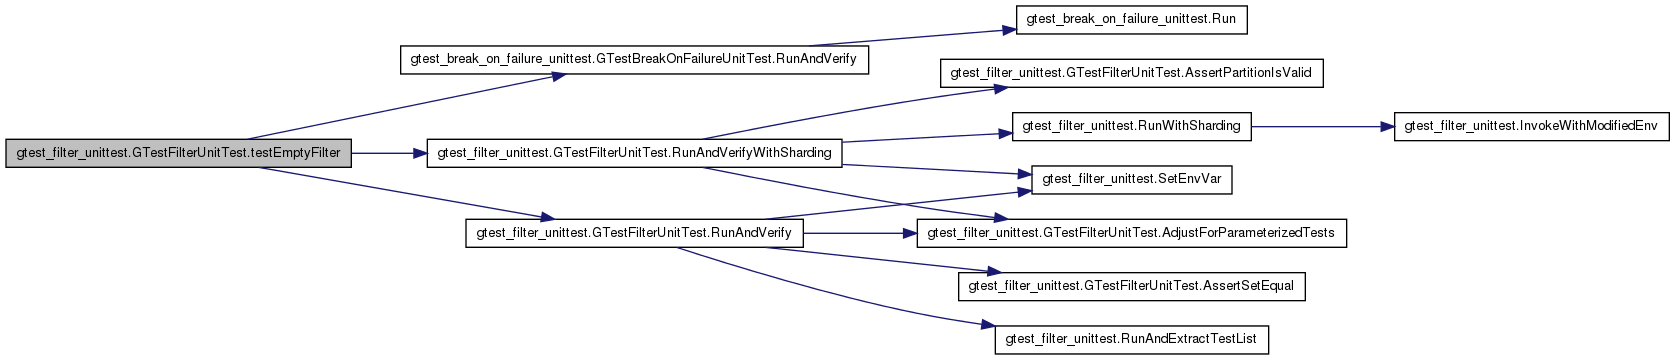 gtest_break_on_failure_unittest.Run
gtest_break_on_failure_unittest.GTestBreakOnFailureUnitTest.RunAndVerify
gtest_filter_unittest.GTestFilterUnitTest.AssertPartitionIsValid
gtest_filter_unittest.RunWithSharding
gtest_filter_unittest.InvokeWithModifiedEnv
gtest_filter_unittest.GTestFilterUnitTest.testEmptyFilter
gtest_filter_unittest.GTestFilterUnitTest.RunAndVerifyWithSharding
gtest_filter_unittest.SetEnvVar
gtest_filter_unittest.GTestFilterUnitTest.RunAndVerify
gtest_filter_unittest.GTestFilterUnitTest.AdjustForParameterizedTests
gtest_filter_unittest.GTestFilterUnitTest.AssertSetEqual
gtest_filter_unittest.RunAndExtractTestList